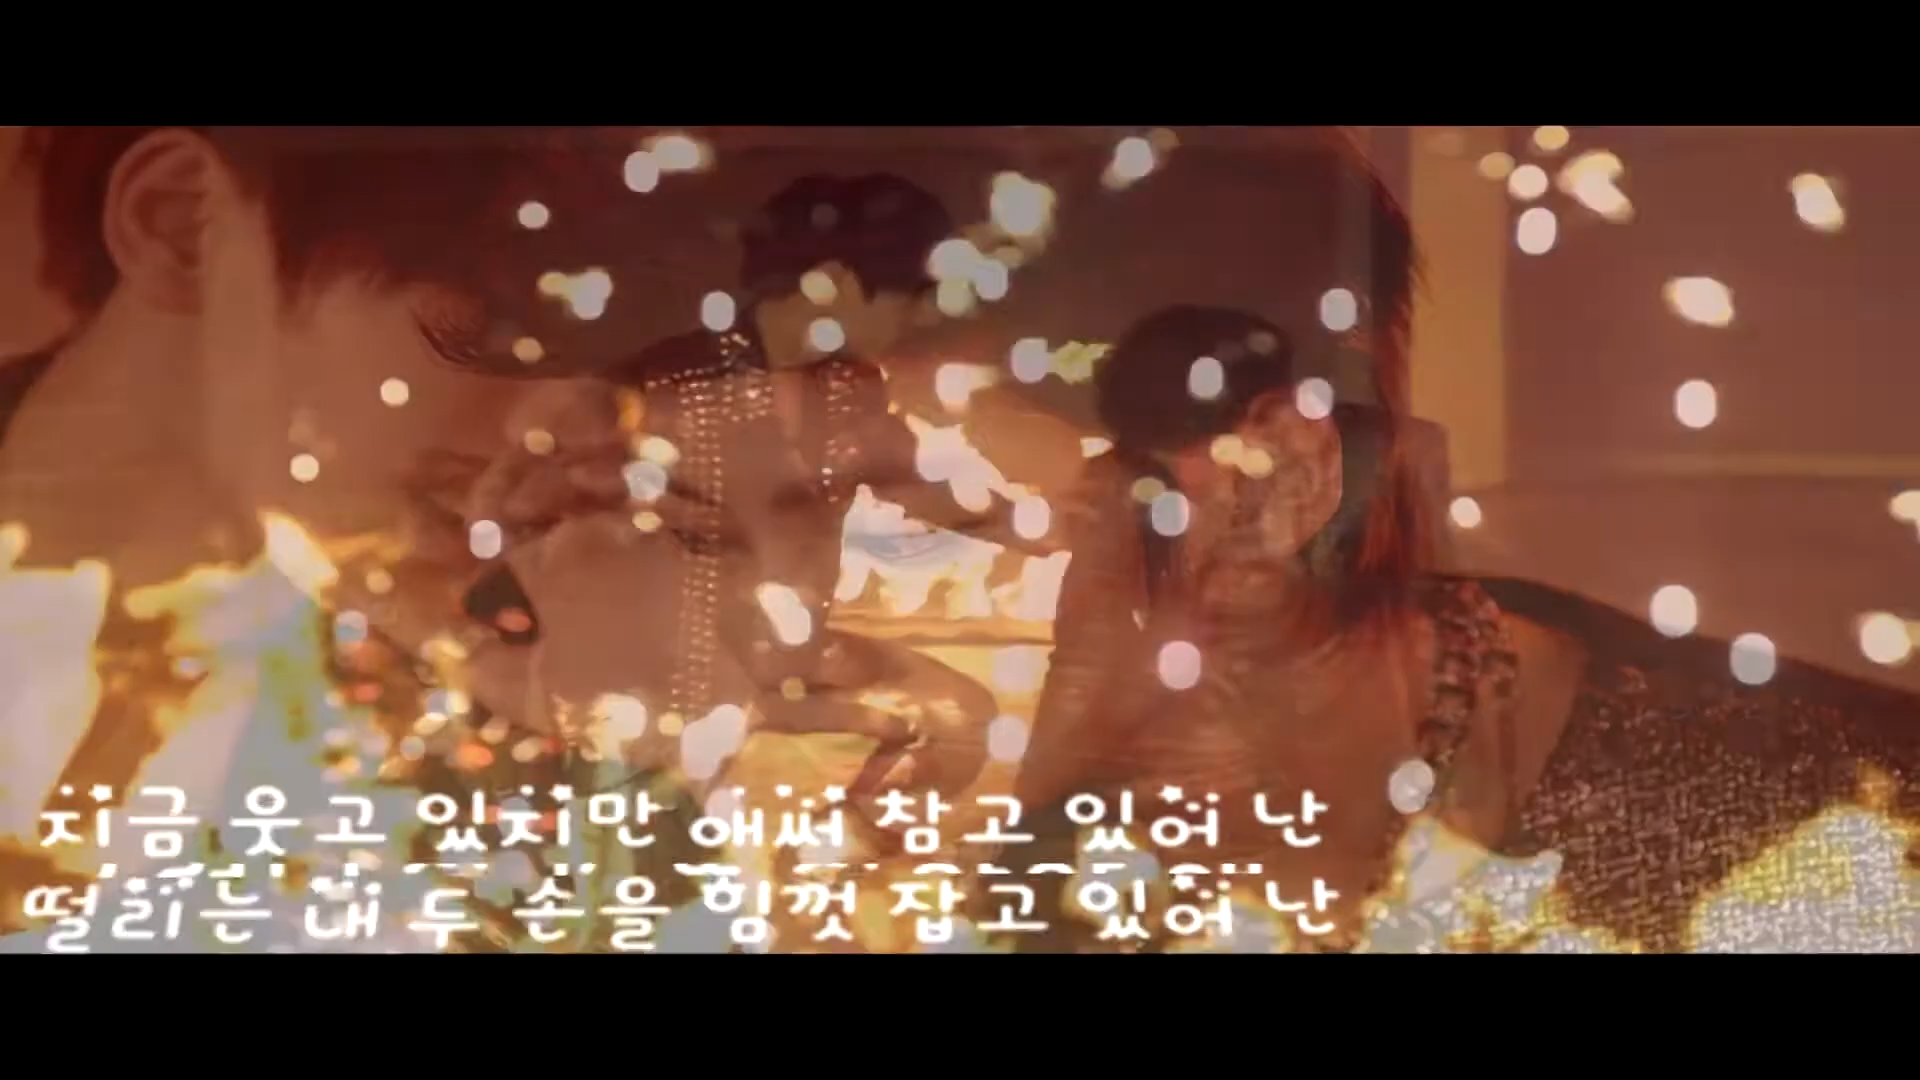 지금 웃고 있지만 애써 참고 있어 난
떨리는 내 두 손을 힘껏 잡고 있어 난